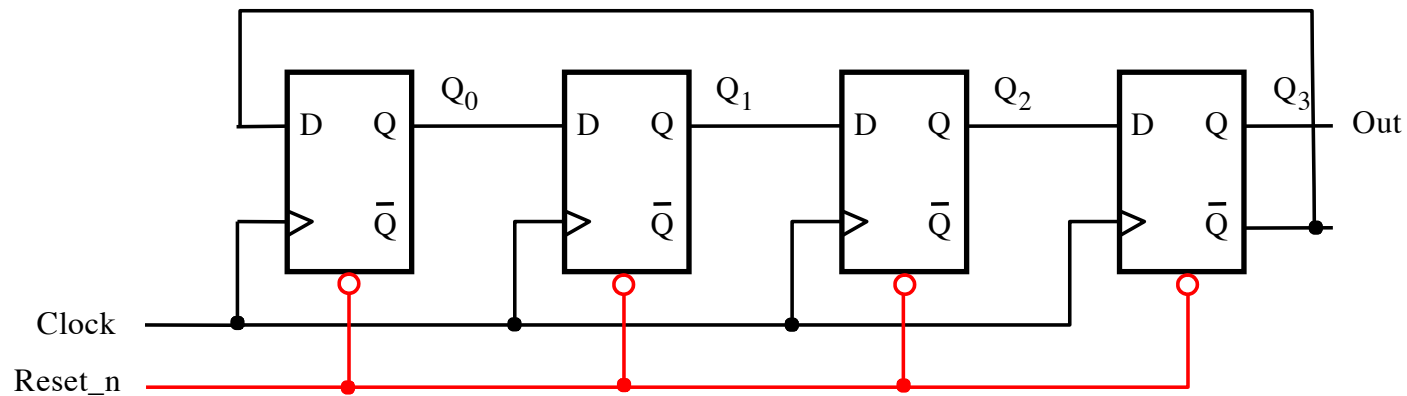 Q0 Q1 Q2 Q3
D Q D Q D Q D Q Out
Q̅ Q̅ Q̅ Q̅
Clock
Reset_n